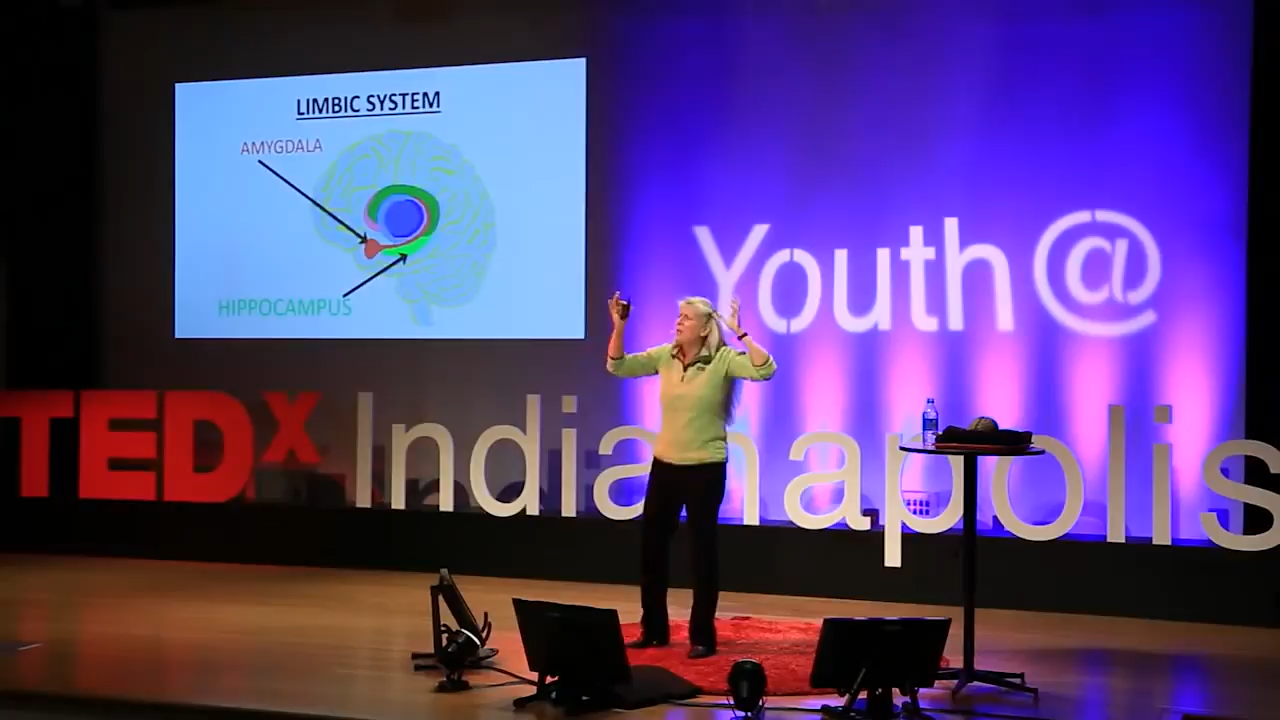 LIMBIC SYSTEM
AMYGDALA
HIPPOCAMPUS
Youth@
TEDx Indianapolis